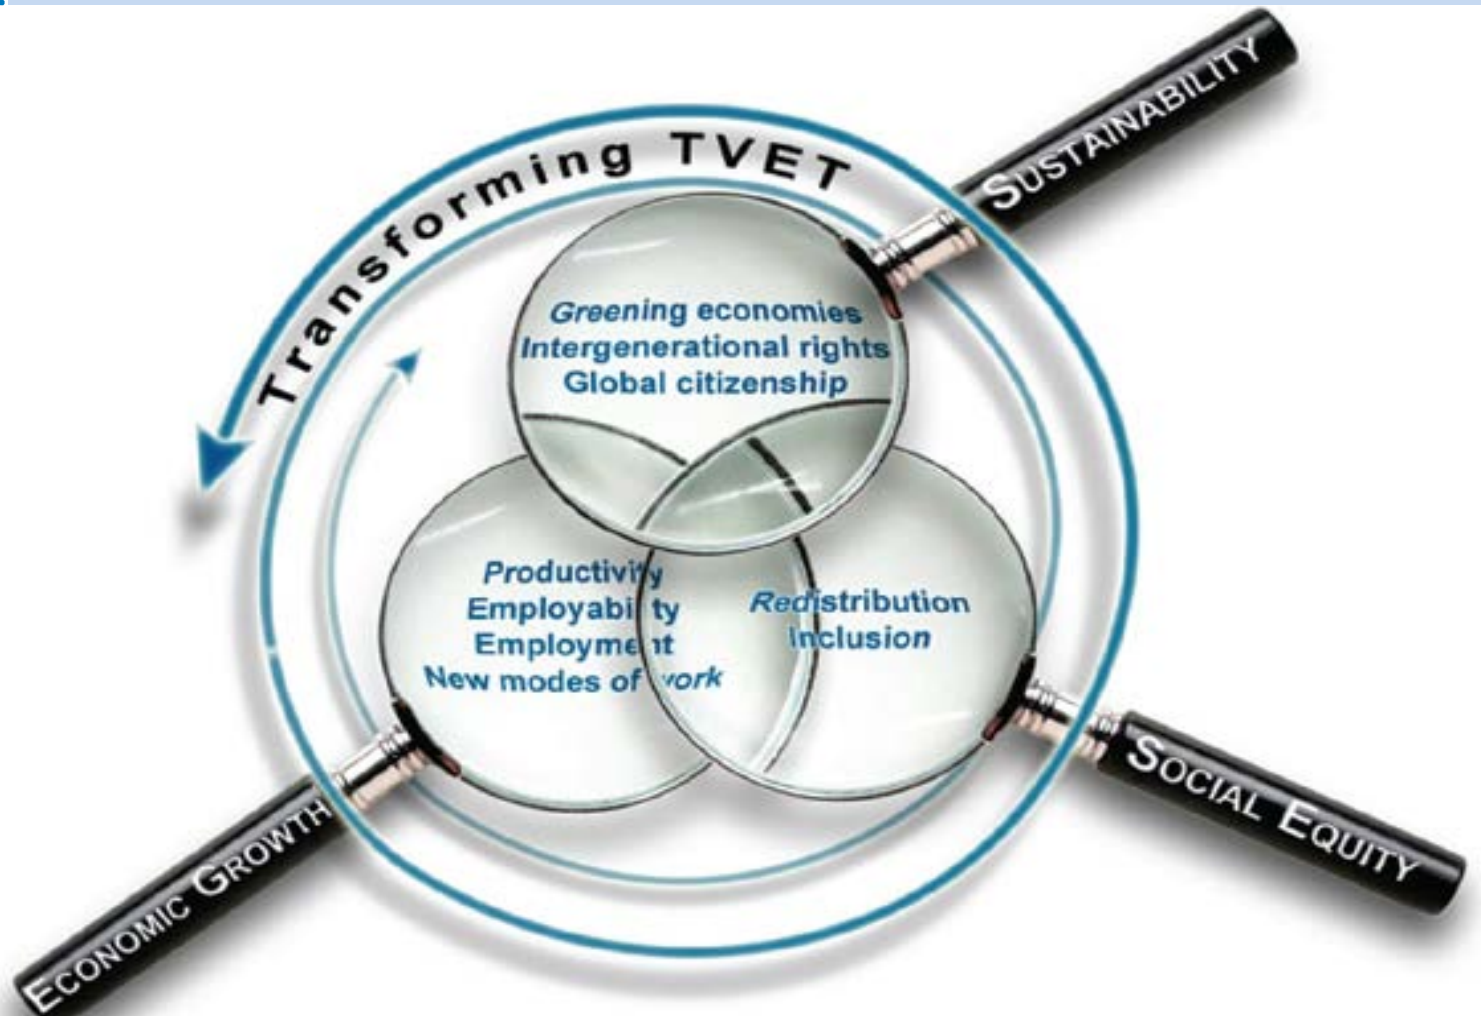 Transforming TVET
SUSTAINABILITY
Greening economies
Intergenerational rights
Global citizenship
Productivity
Employability
Employment
New modes of work
Redistribution
Inclusion
ECONOMIC GROWTH
SOCIAL EQUITY